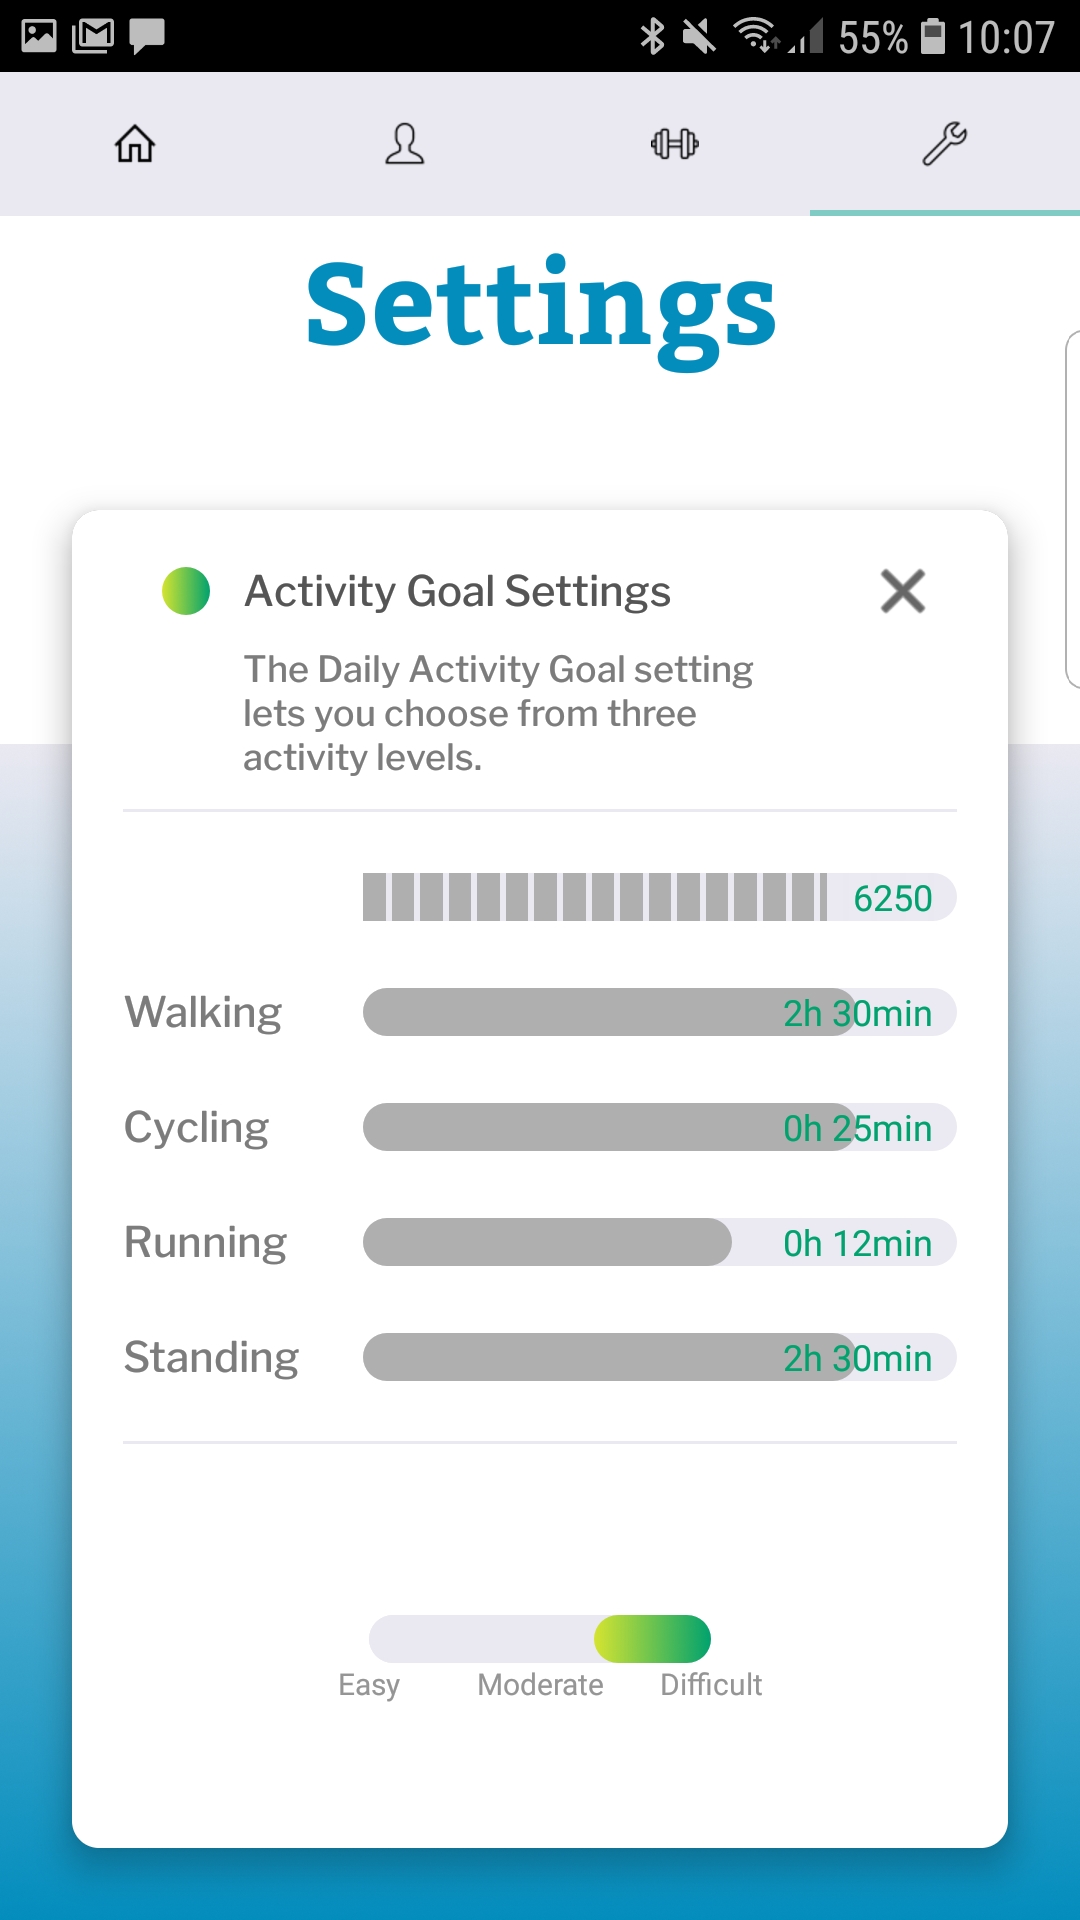 55% 10:07
Settings
Activity Goal Settings
The Daily Activity Goal setting
lets you choose from three
activity levels.
6250
Walking 2h 30min
Cycling 0h 25min
Running 0h 12min
Standing 2h 30min
Easy Moderate Difficult